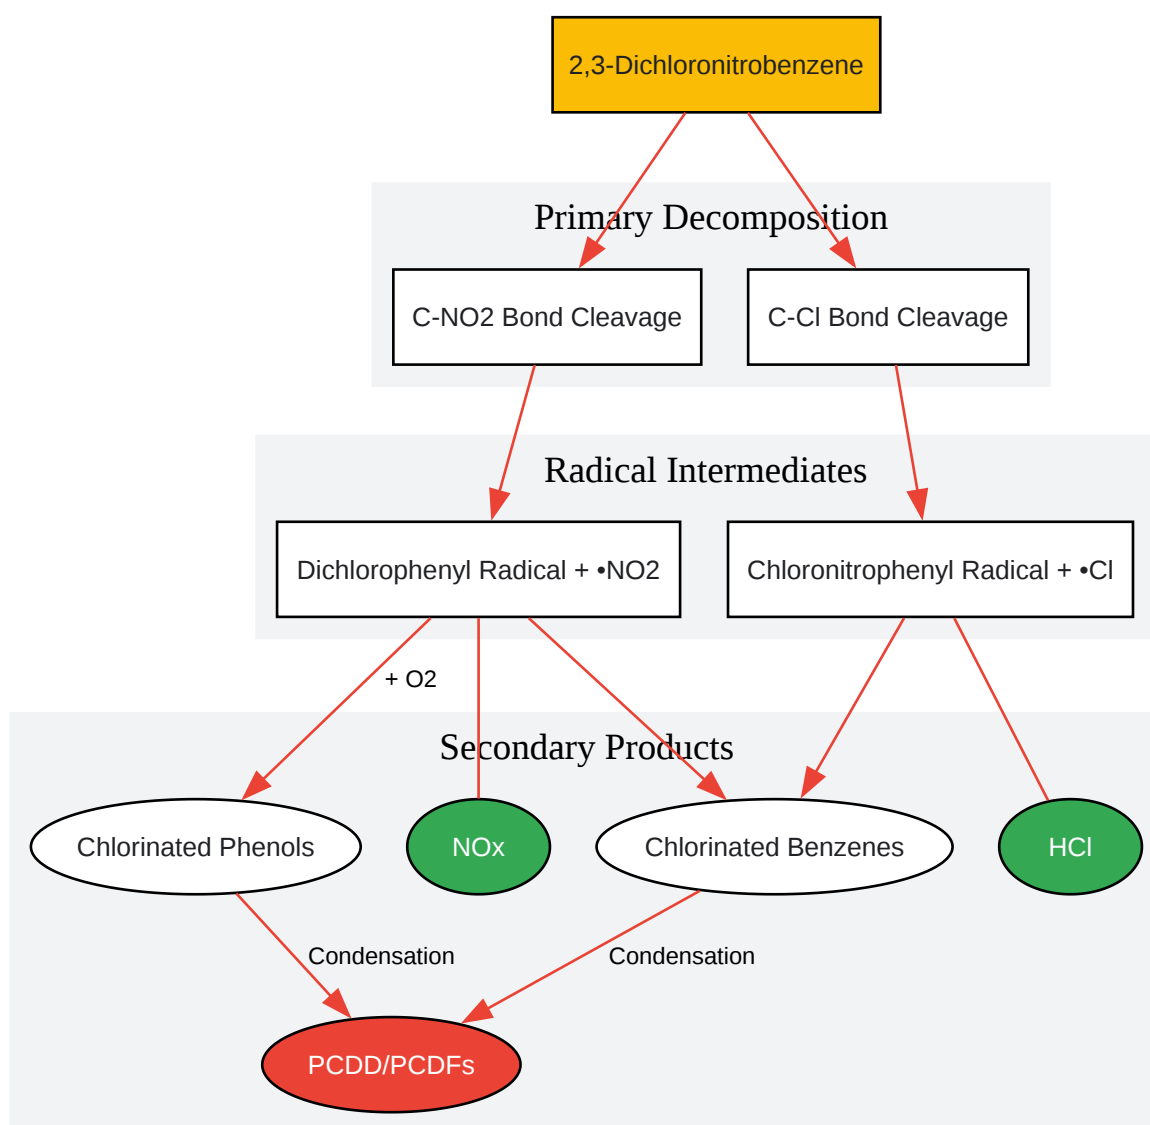 2,3-Dichloronitrobenzene
Primary Decomposition
C-NO2 Bond Cleavage
C-Cl Bond Cleavage
Radical Intermediates
Dichlorophenyl Radical + •NO2
Chloronitrophenyl Radical + •Cl
+ O2
Secondary Products
Chlorinated Phenols
NOx
Chlorinated Benzenes
HCl
Condensation
Condensation
PCDD/PCDFs